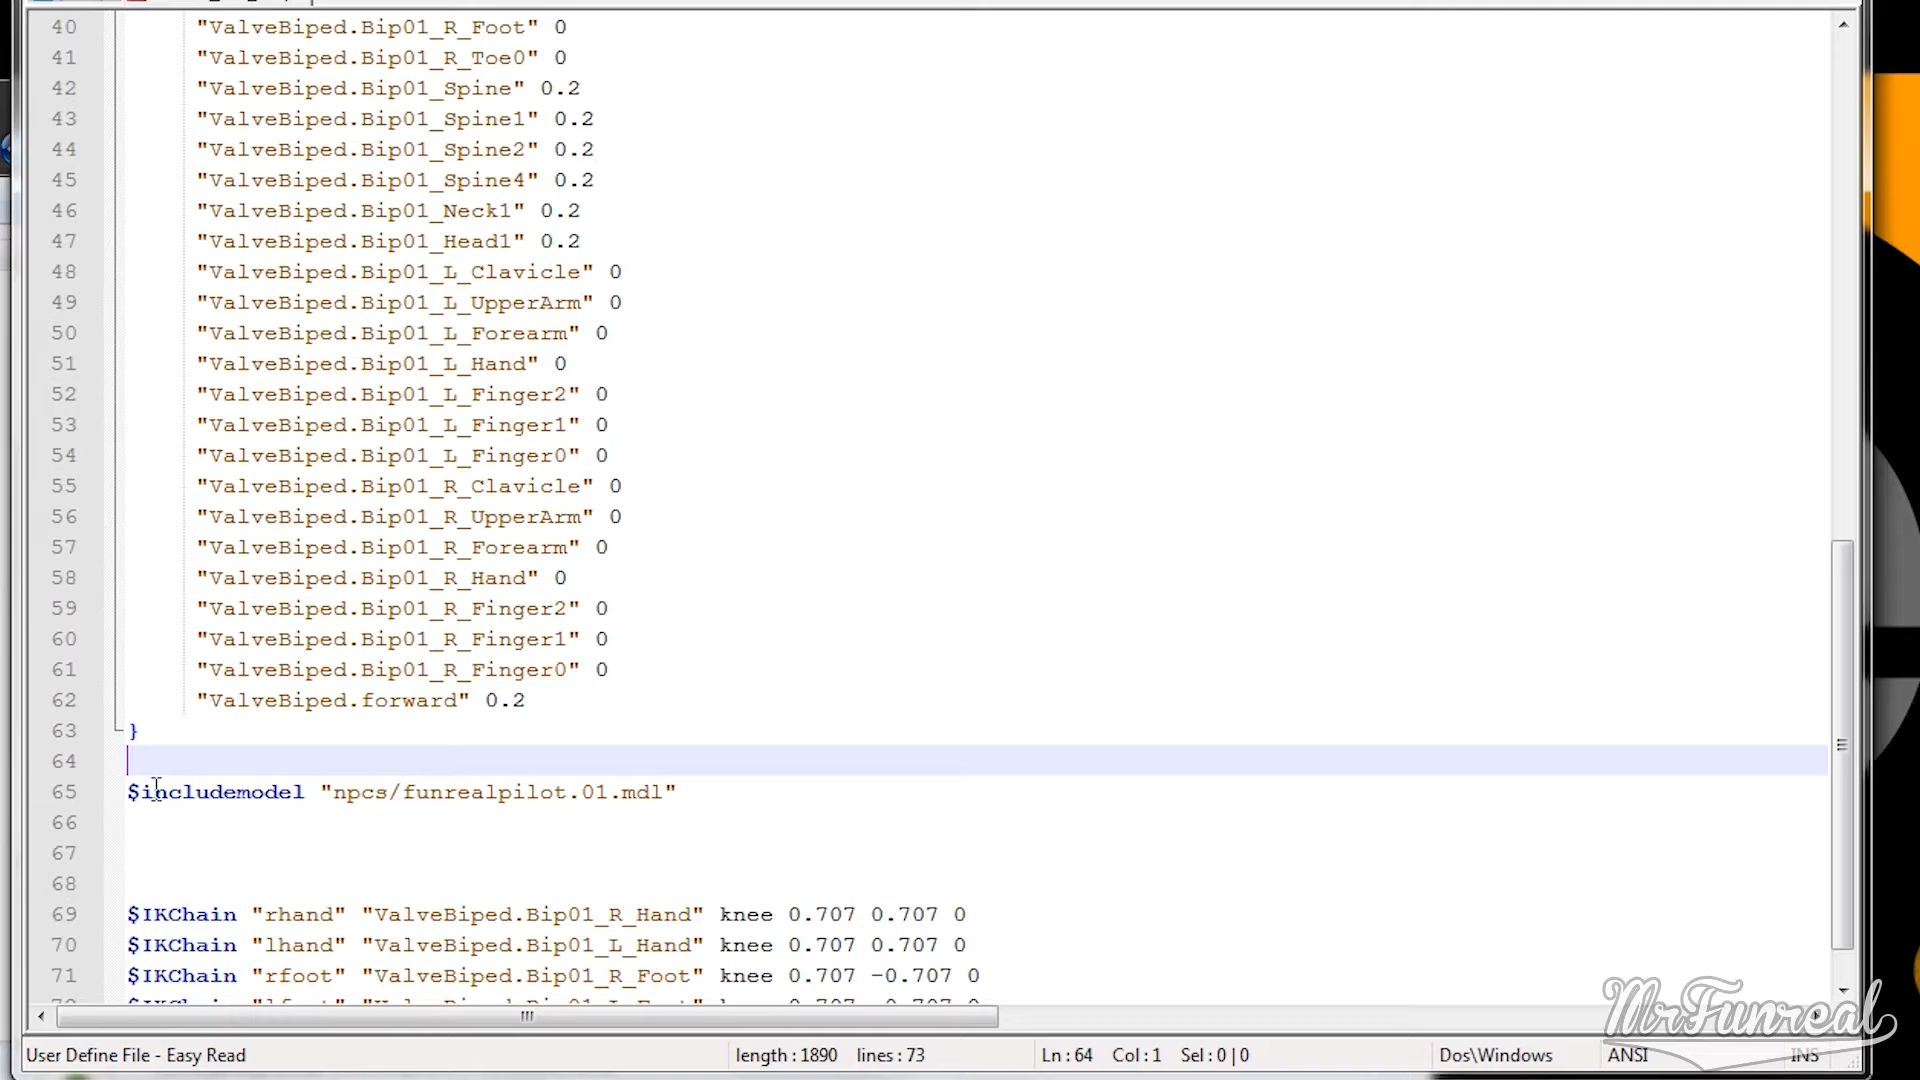 40 "ValveBiped.Bip01_R_Foot" 0
41 "ValveBiped.Bip01_R_Toe0" 0
42 "ValveBiped.Bip01_Spine" 0.2
43 "ValveBiped.Bip01_Spine1" 0.2
44 "ValveBiped.Bip01_Spine2" 0.2
45 "ValveBiped.Bip01_Spine4" 0.2
46 "ValveBiped.Bip01_Neck1" 0.2
47 "ValveBiped.Bip01_Head1" 0.2
48 "ValveBiped.Bip01_L_Clavicle" 0
49 "ValveBiped.Bip01_L_UpperArm" 0
50 "ValveBiped.Bip01_L_Forearm" 0
51 "ValveBiped.Bip01_L_Hand" 0
52 "ValveBiped.Bip01_L_Finger2" 0
53 "ValveBiped.Bip01_L_Finger1" 0
54 "ValveBiped.Bip01_L_Finger0" 0
55 "ValveBiped.Bip01_R_Clavicle" 0
56 "ValveBiped.Bip01_R_UpperArm" 0
57 "ValveBiped.Bip01_R_Forearm" 0
58 "ValveBiped.Bip01_R_Hand" 0
59 "ValveBiped.Bip01_R_Finger2" 0
60 "ValveBiped.Bip01_R_Finger1" 0
61 "ValveBiped.Bip01_R_Finger0" 0
62 "ValveBiped.forward" 0.2
63 }
64
65 $includemodel "npcs/funrealpilot.01.mdl"
66
67
68
69 $IKChain "rhand" "ValveBiped.Bip01_R_Hand" knee 0.707 0.707 0
70 $IKChain "lhand" "ValveBiped.Bip01_L_Hand" knee 0.707 0.707 0
71 $IKChain "rfoot" "ValveBiped.Bip01_R_Foot" knee 0.707 -0.707 0
MrFunreal
User Define File - Easy Read length : 1890 lines : 73 Ln : 64 Col : 1 Sel : 0 | 0 Dos\Windows ANSI INS